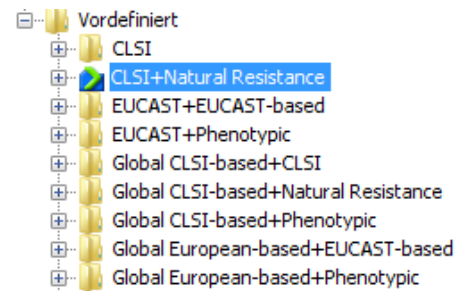 Vordefiniert
CLSI
CLSI+Natural Resistance
EUCAST+EUCAST-based
EUCAST+Phenotypic
Global CLSI-based+CLSI
Global CLSI-based+Natural Resistance
Global CLSI-based+Phenotypic
Global European-based+EUCAST-based
Global European-based+Phenotypic